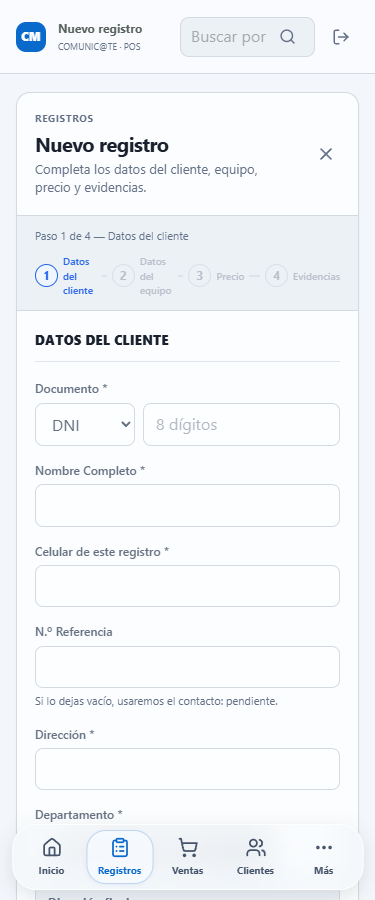 CM
Nuevo registro
COMUNIC@TE · POS
Buscar por
REGISTROS
Nuevo registro
Completa los datos del cliente, equipo,
precio y evidencias.
Paso 1 de 4 — Datos del cliente
1 Datos del cliente
2 Datos del equipo
3 Precio
4 Evidencias
DATOS DEL CLIENTE
Documento *
DNI
8 dígitos
Nombre Completo *
Celular de este registro *
N.º Referencia
Si lo dejas vacío, usaremos el contacto: pendiente.
Dirección *
Departamento *
Inicio
Registros
Ventas
Clientes
Más